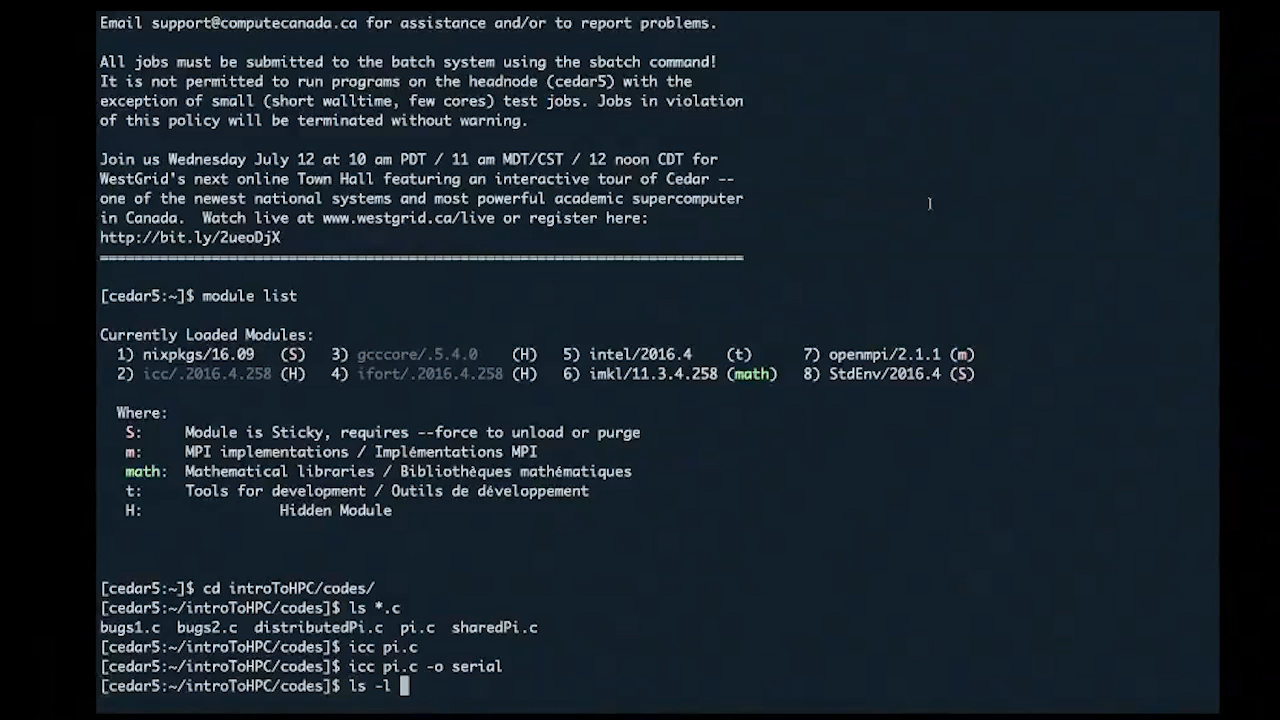 Email support@computecanada.ca for assistance and/or to report problems.
All jobs must be submitted to the batch system using the sbatch command!
It is not permitted to run programs on the headnode (cedar5) with the
exception of small (short walltime, few cores) test jobs. Jobs in violation
of this policy will be terminated without warning.
Join us Wednesday July 12 at 10 am PDT / 11 am MDT/CST / 12 noon CDT for
WestGrid's next online Town Hall featuring an interactive tour of Cedar --
one of the newest national systems and most powerful academic supercomputer
in Canada.  Watch live at www.westgrid.ca/live or register here:
http://bit.ly/2ueoDjX
===========================================================================
[cedar5:~]$ module list
Currently Loaded Modules:
  1) nixpkgs/16.09   (S)   3) gcccore/.5.4.0    (H)   5) intel/2016.4    (t)      7) openmpi/2.1.1 (m)
  2) icc/.2016.4.258 (H)   4) ifort/.2016.4.258 (H)   6) imkl/11.3.4.258 (math)   8) StdEnv/2016.4 (S)
  Where:
   S:     Module is Sticky, requires --force to unload or purge
   m:     MPI implementations / Implémentations MPI
   math:  Mathematical libraries / Bibliothèques mathématiques
   t:     Tools for development / Outils de développement
   H:                Hidden Module
[cedar5:~]$ cd introToHPC/codes/
[cedar5:~/introToHPC/codes]$ ls *.c
bugs1.c  bugs2.c  distributedPi.c  pi.c  sharedPi.c
[cedar5:~/introToHPC/codes]$ icc pi.c
[cedar5:~/introToHPC/codes]$ icc pi.c -o serial
[cedar5:~/introToHPC/codes]$ ls -l